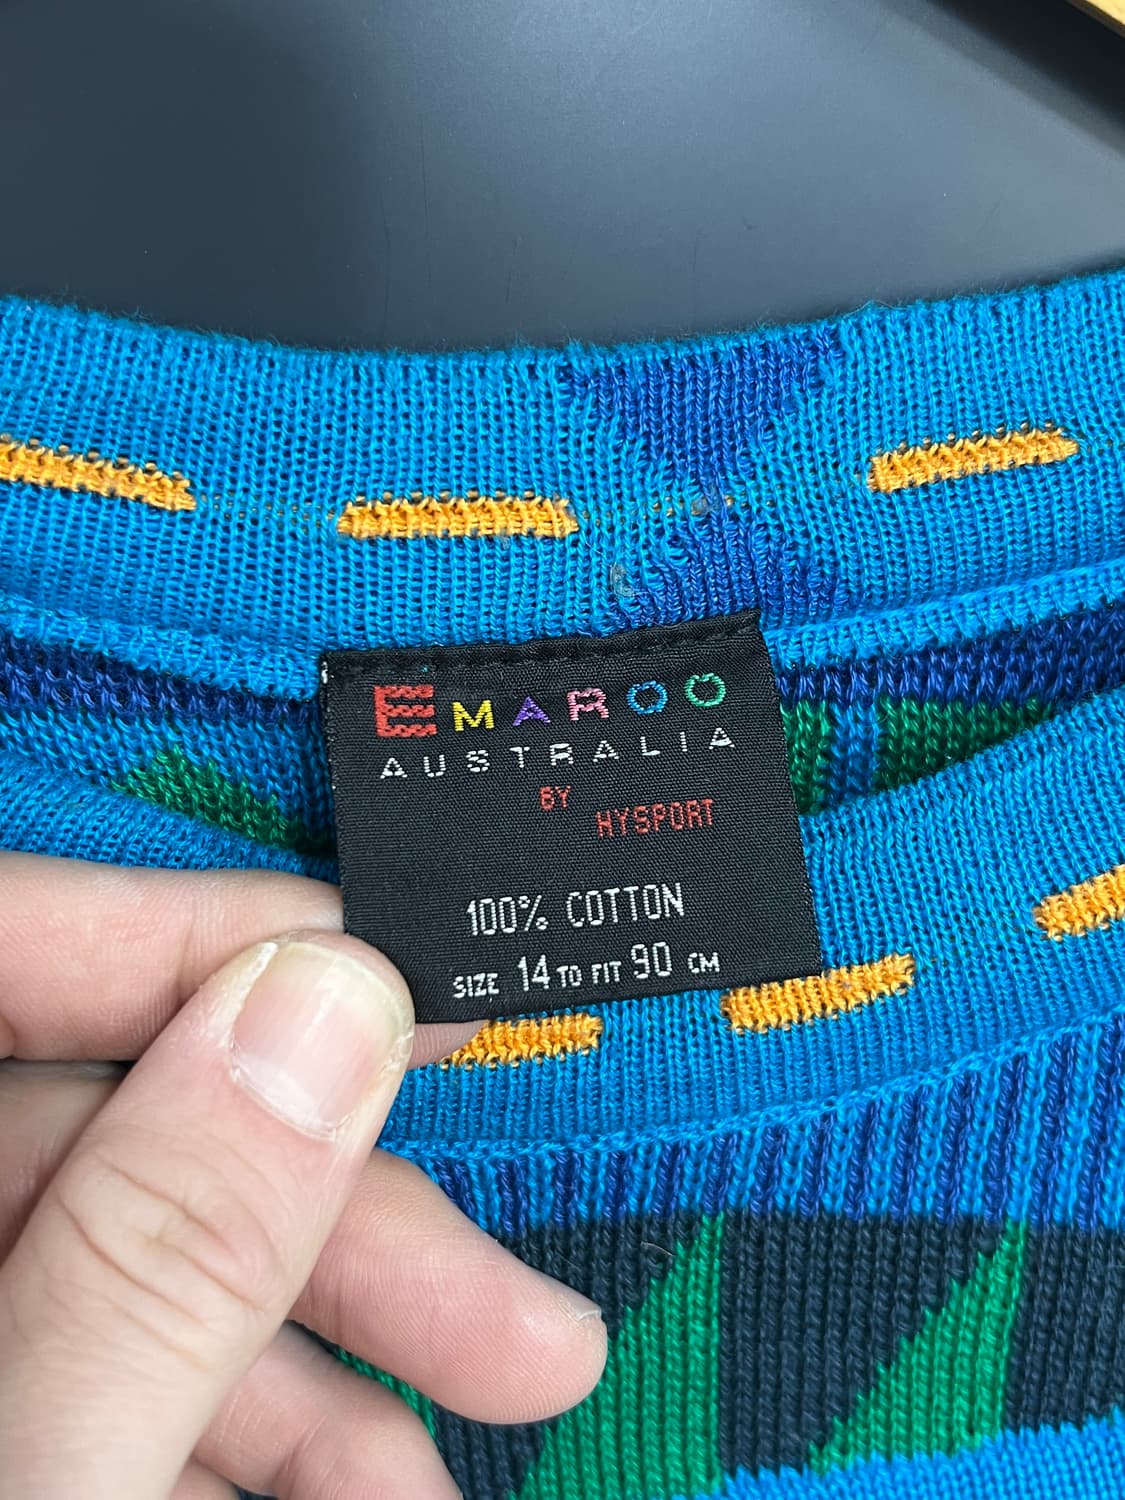 EMAROO
AUSTRALIA
BY
HYSPORT
100% COTTON
SIZE 14 TO FIT 90 CM